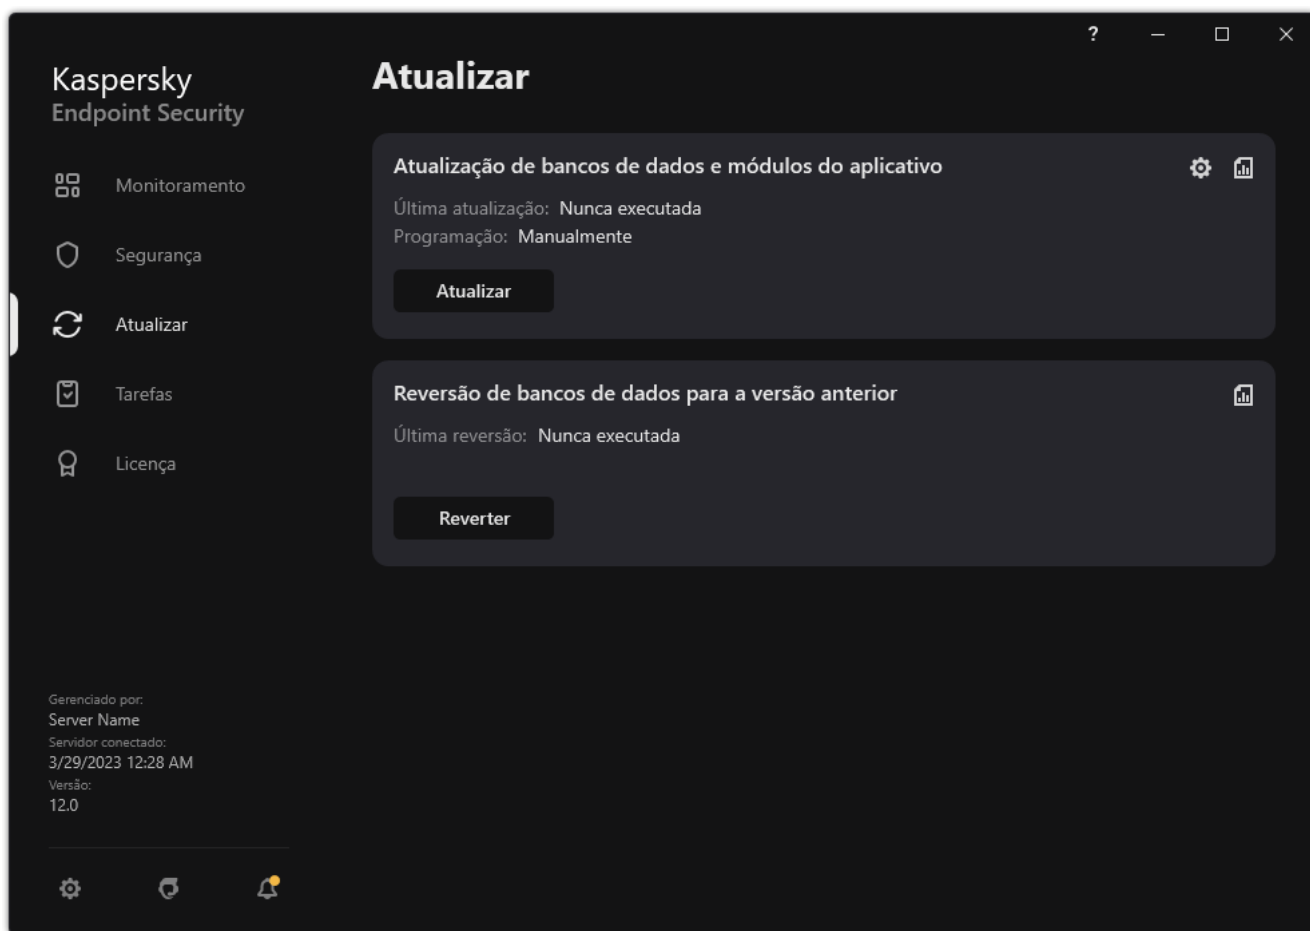 ?
Kaspersky
Endpoint Security
Monitoramento
Segurança
Atualizar
Tarefas
Licença
Gerenciado por:
Server Name
Servidor conectado:
3/29/2023 12:28 AM
Versão:
12.0
Atualizar
Atualização de bancos de dados e módulos do aplicativo
Última atualização: Nunca executada
Programação: Manualmente
Atualizar
Reversão de bancos de dados para a versão anterior
Última reversão: Nunca executada
Reverter